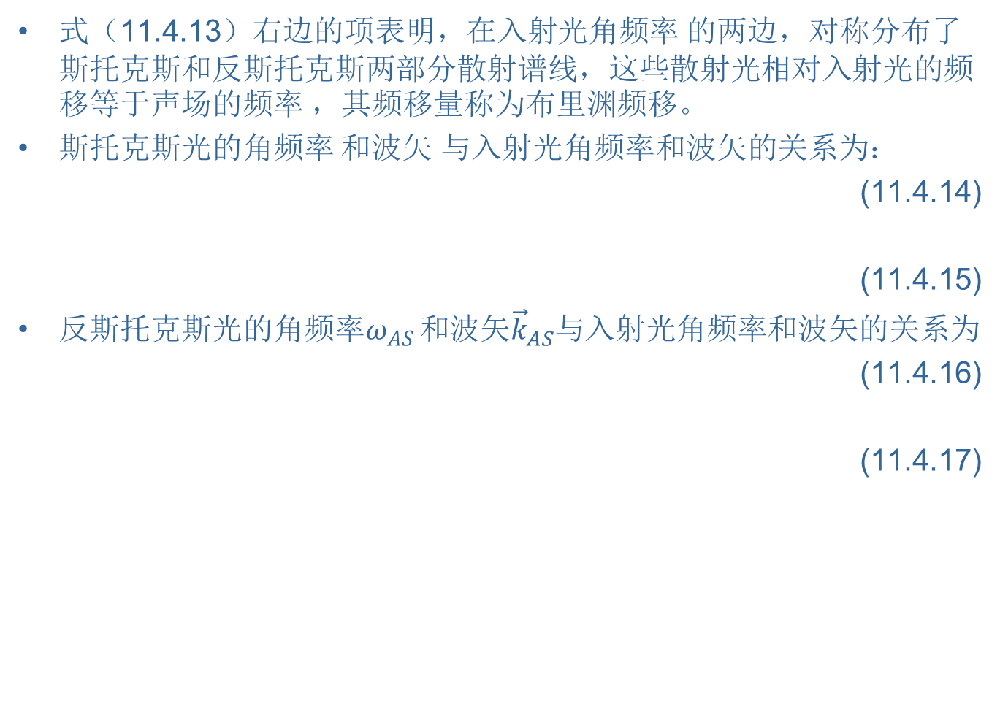 • 式（11.4.13）右边的项表明，在入射光角频率 的两边，对称分布了
斯托克斯和反斯托克斯两部分散射谱线，这些散射光相对入射光的频
移等于声场的频率 ，其频移量称为布里渊频移。
• 斯托克斯光的角频率 和波矢 与入射光角频率和波矢的关系为：
(11.4.14)
(11.4.15)
• 反斯托克斯光的角频率$\omega_{AS}$ 和波矢$\vec{k}_{AS}$与入射光角频率和波矢的关系为
(11.4.16)
(11.4.17)